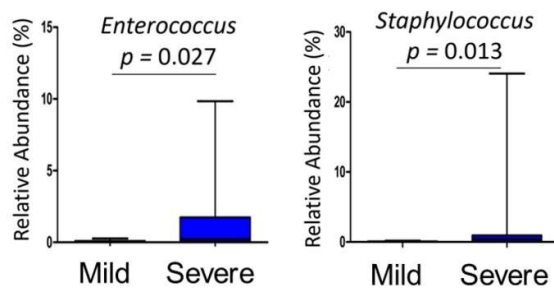 Enterococcus
p = 0.027
Relative Abundance (%)
15
10
5
0
Mild Severe
Staphylococcus
p = 0.013
Relative Abundance (%)
30
20
10
0
Mild Severe